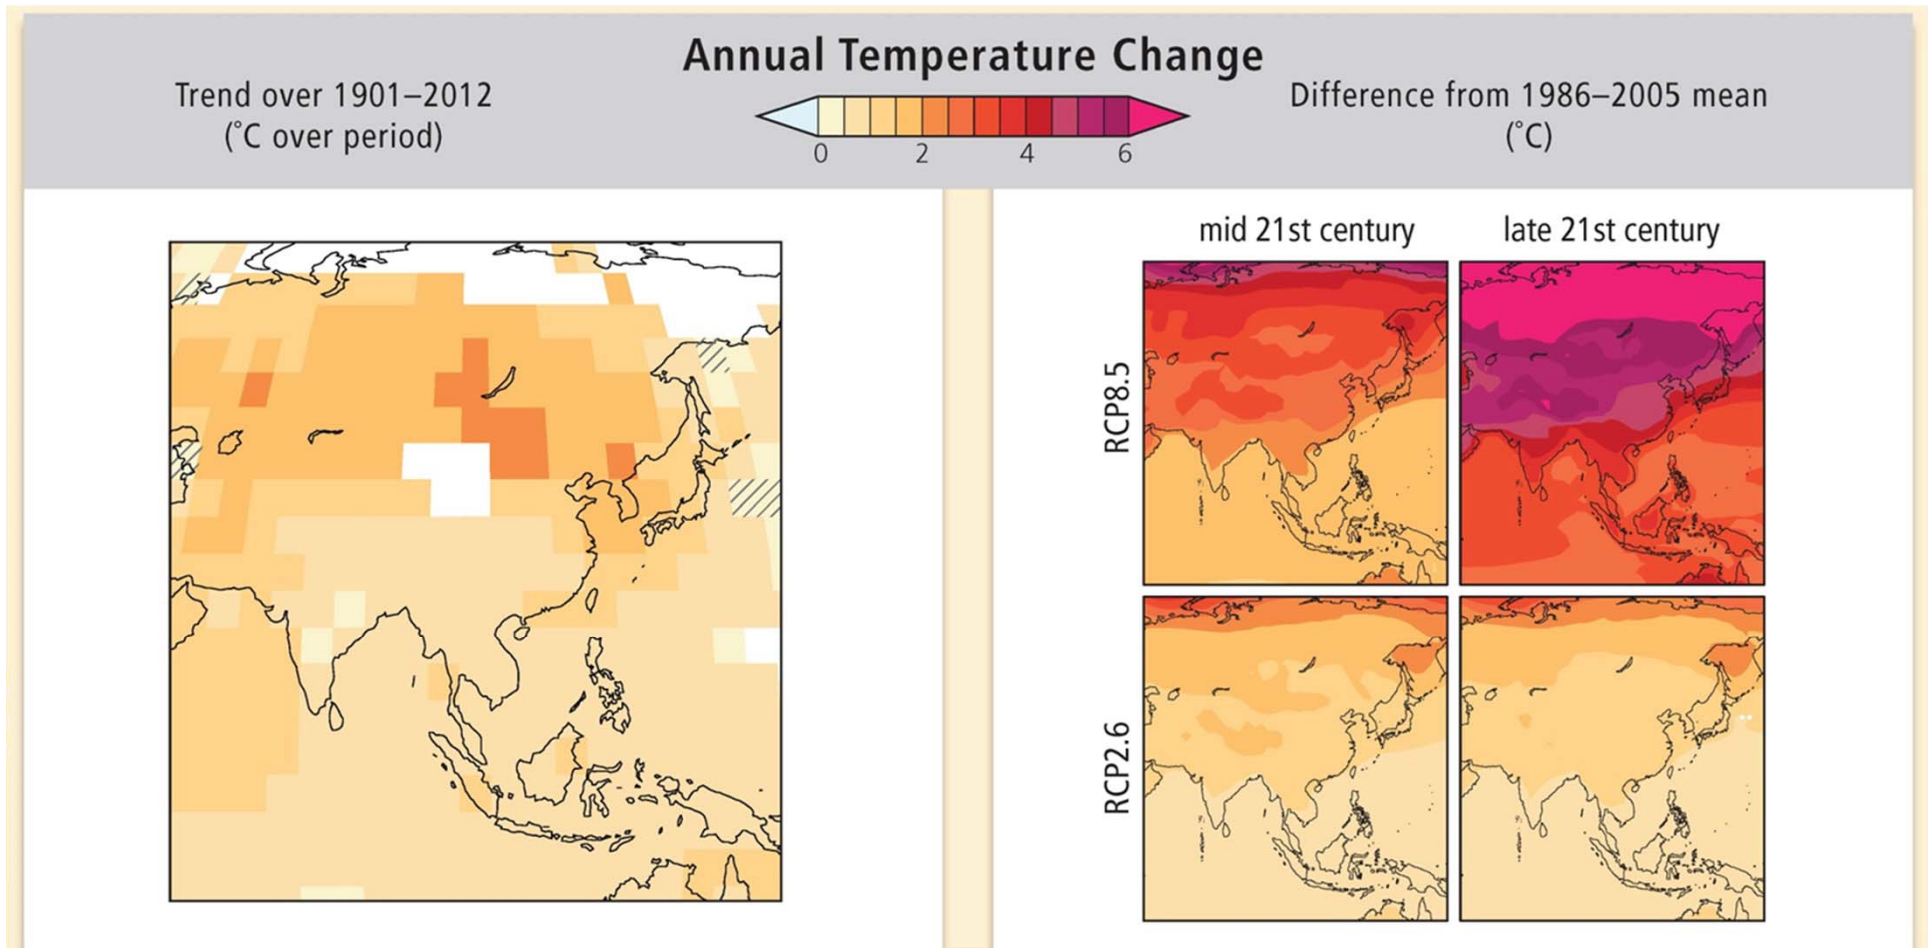 Annual Temperature Change
Trend over 1901–2012
(˚C over period)
0 2 4 6
Difference from 1986–2005 mean
(˚C)
mid 21st century
late 21st century
RCP8.5
RCP2.6